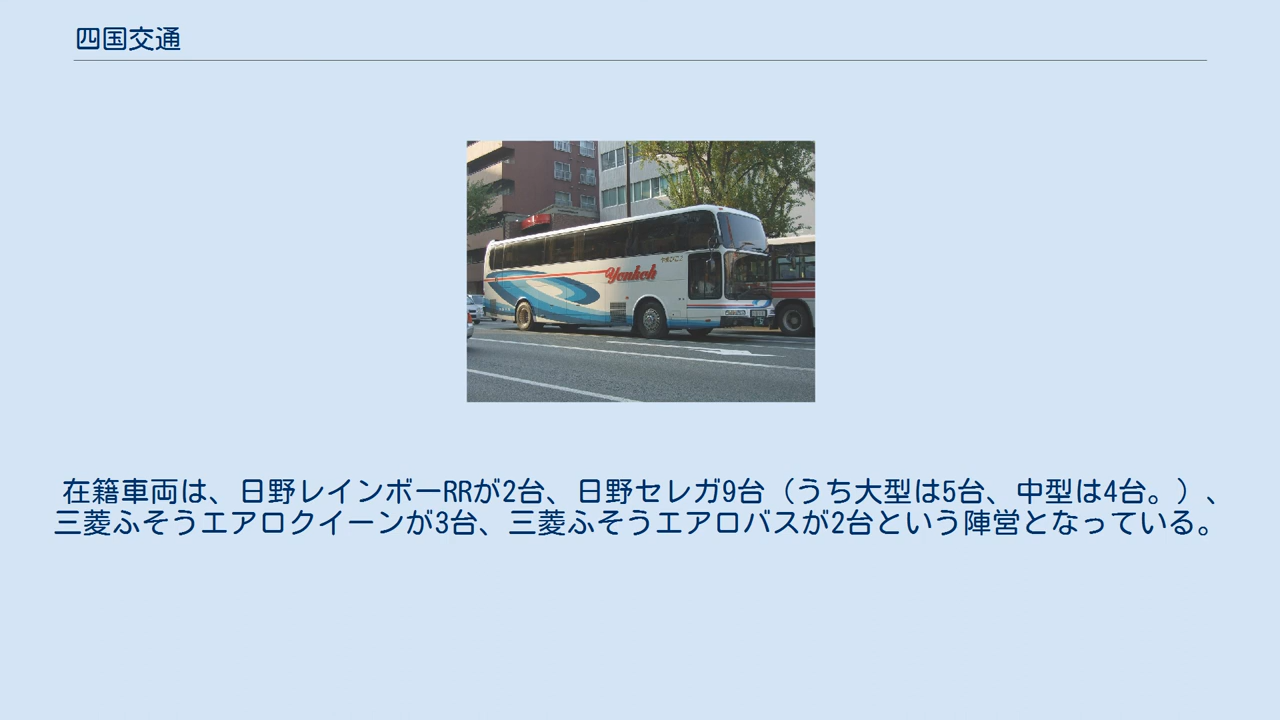 四国交通
Yonkoh
在籍車両は、日野レインボーRRが2台、日野セレガ9台（うち大型は5台、中型は4台。）、
三菱ふそうエアロクイーンが3台、三菱ふそうエアロバスが2台という陣営となっている。